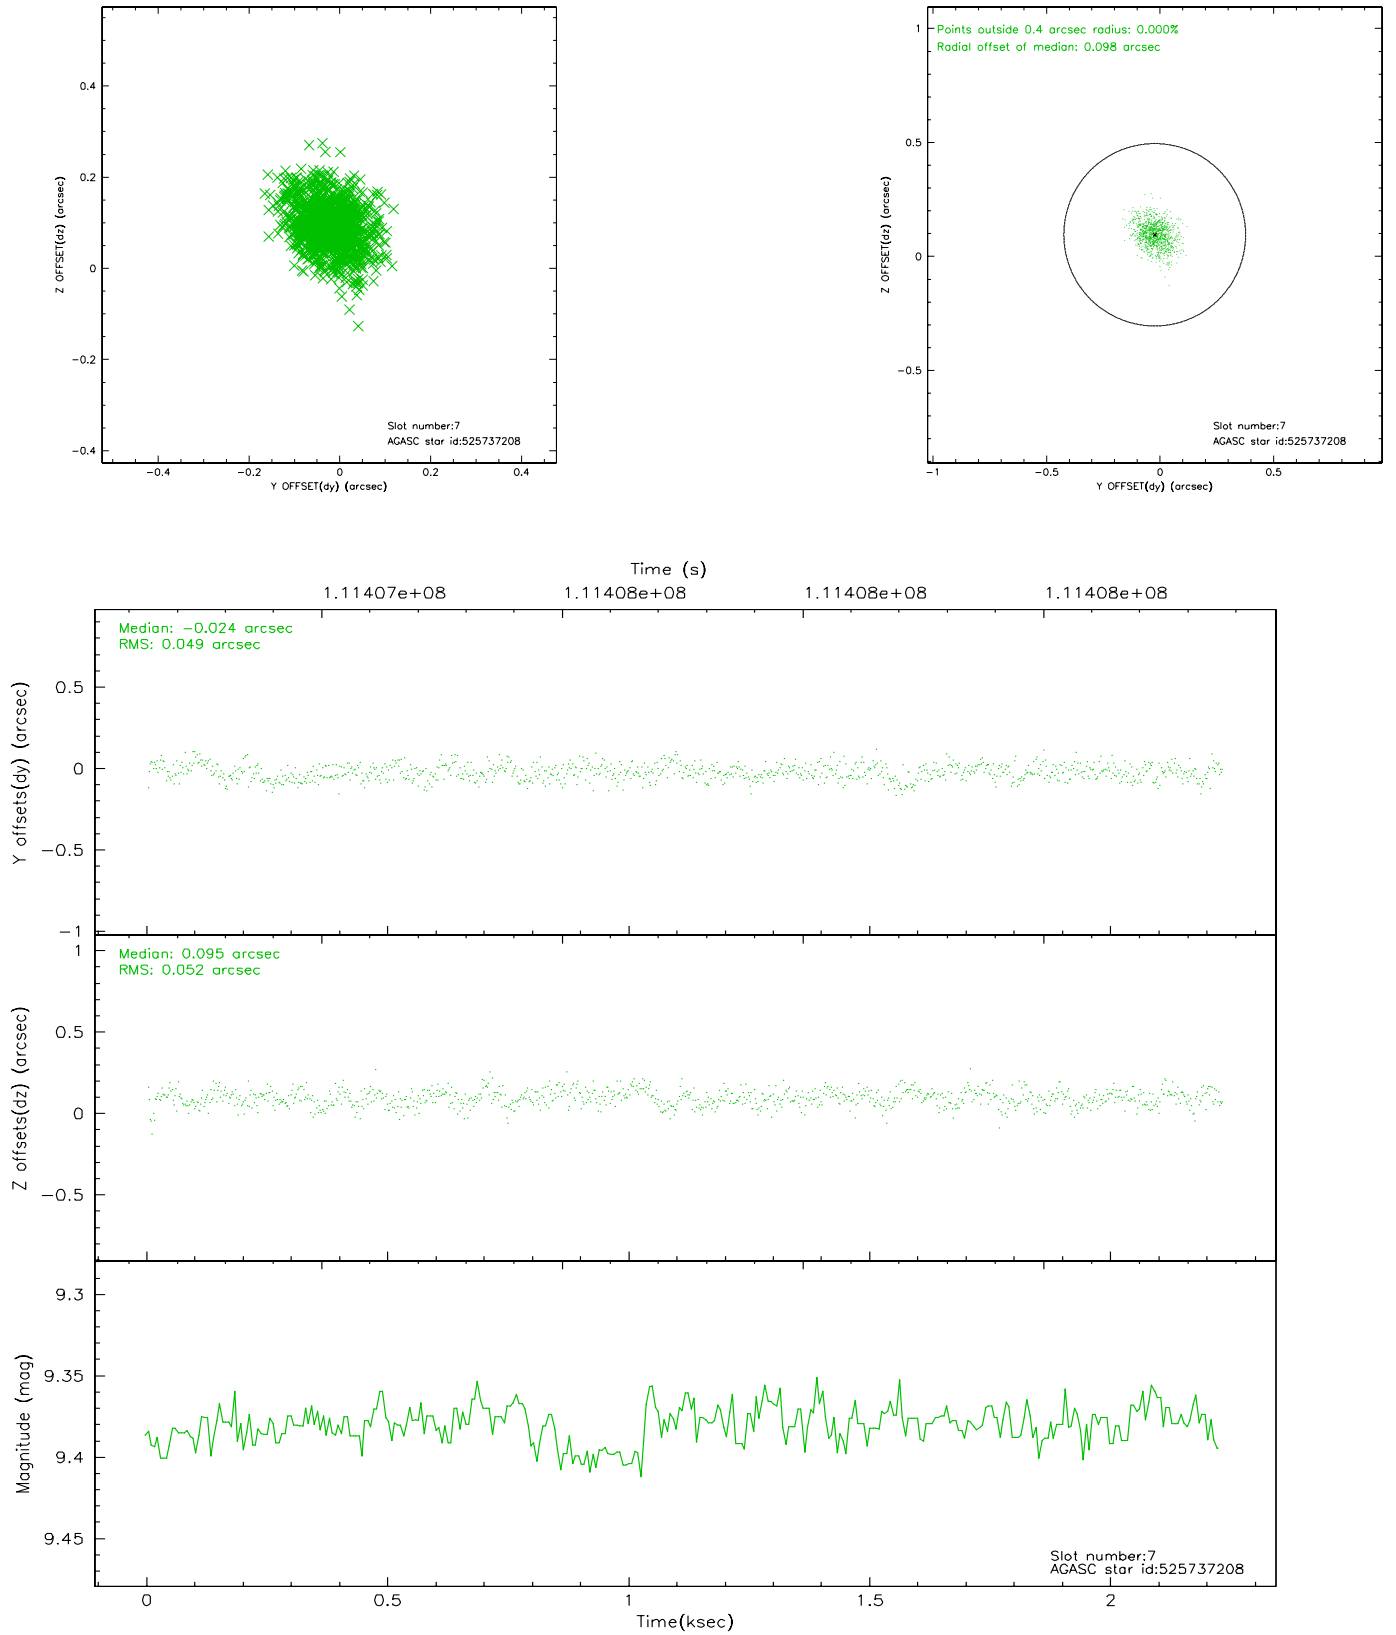 0.4
0.2
0
−0.2
−0.4
Z OFFSET(dz) (arcsec)
Slot number:7
AGASC star id:525737208
−0.4 −0.2 0 0.2 0.4
Y OFFSET(dy) (arcsec)
Points outside 0.4 arcsec radius: 0.000%
Radial offset of median: 0.098 arcsec
1
0.5
0
−0.5
Z OFFSET(dz) (arcsec)
Slot number:7
AGASC star id:525737208
−1 −0.5 0 0.5
Y OFFSET(dy) (arcsec)
Time (s)
1.11407e+08 1.11408e+08 1.11408e+08 1.11408e+08
Median: −0.024 arcsec
RMS: 0.049 arcsec
0.5
0
−0.5
−1
Y offsets(dy) (arcsec)
Median: 0.095 arcsec
RMS: 0.052 arcsec
1
0.5
0
−0.5
Z offsets(dz) (arcsec)
9.3
9.35
9.4
9.45
Magnitude (mag)
Slot number:7
AGASC star id:525737208
0 0.5 1 1.5 2
Time(ksec)